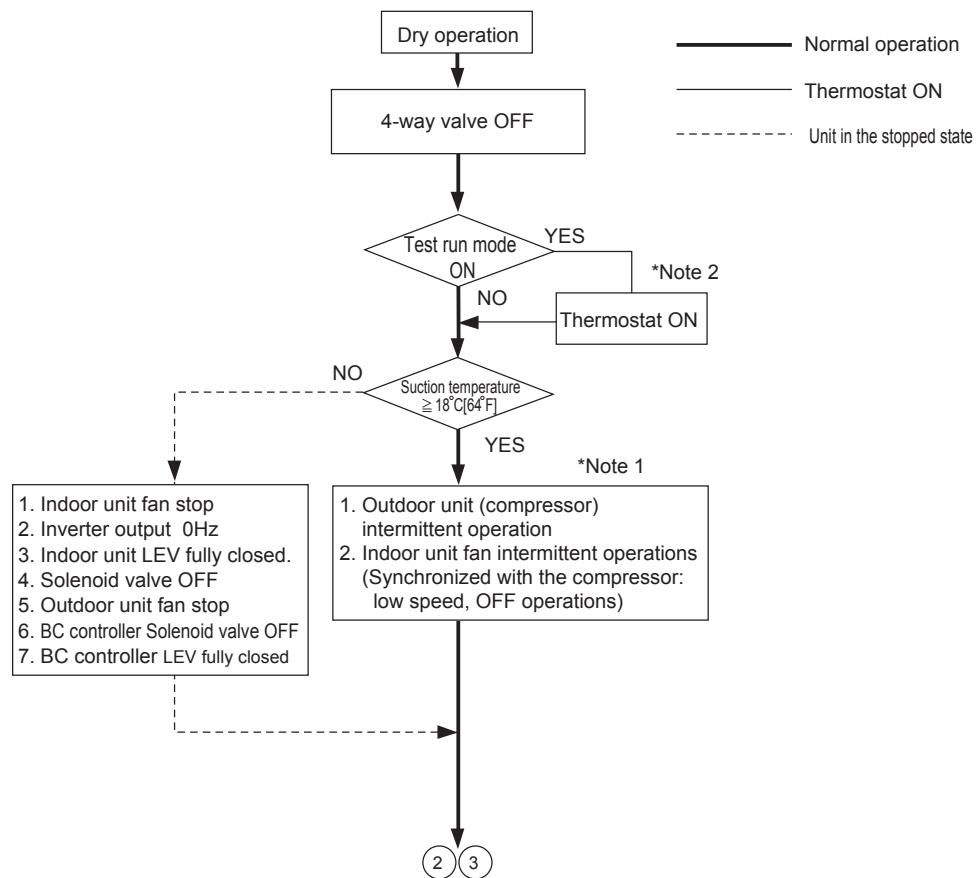 Dry operation
Normal operation
Thermostat ON
Unit in the stopped state
4-way valve OFF
Test run mode
ON
YES
*Note 2
NO
Thermostat ON
NO
Suction temperature
≧ 18°C[64°F]
YES
*Note 1
1. Indoor unit fan stop
2. Inverter output 0Hz
3. Indoor unit LEV fully closed.
4. Solenoid valve OFF
5. Outdoor unit fan stop
6. BC controller Solenoid valve OFF
7. BC controller LEV fully closed
1. Outdoor unit (compressor)
intermittent operation
2. Indoor unit fan intermittent operations
(Synchronized with the compressor:
low speed, OFF operations)
2 3